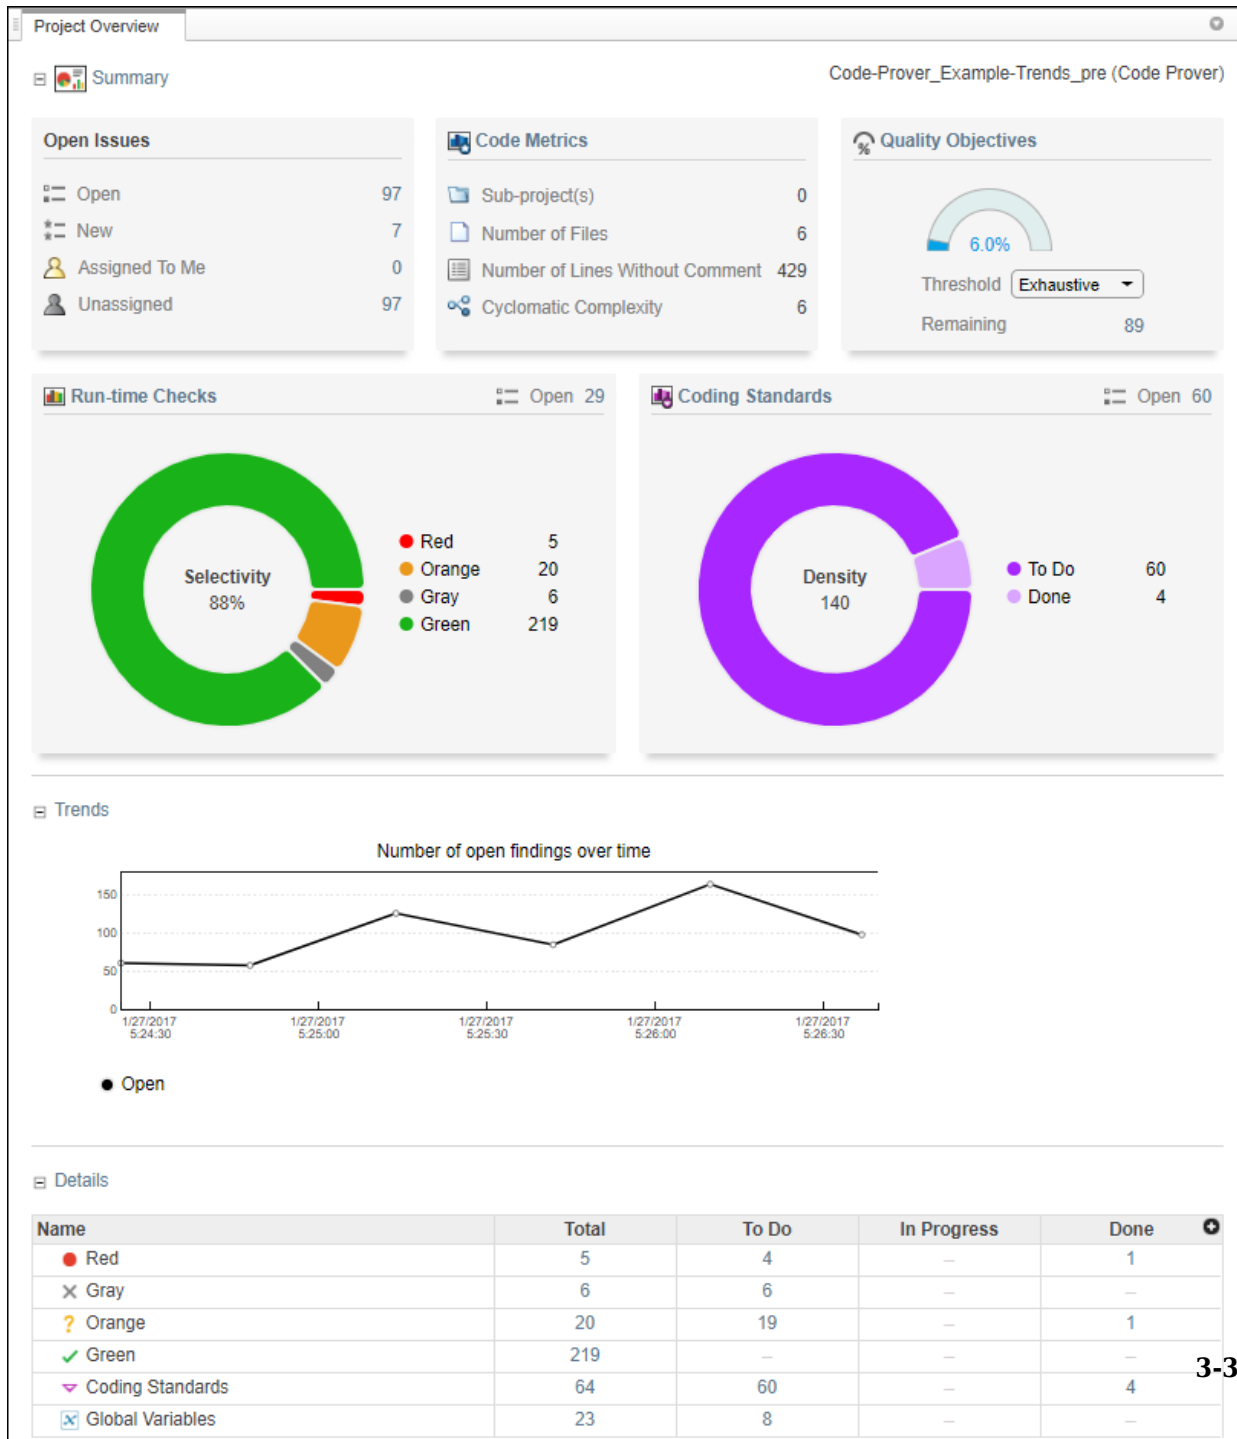 Project Overview
Summary
Code-Prover_Example-Trends_pre (Code Prover)
Open Issues
Open 97
New 7
Assigned To Me 0
Unassigned 97
Code Metrics
Sub-project(s) 0
Number of Files 6
Number of Lines Without Comment 429
Cyclomatic Complexity 6
Quality Objectives
6.0%
Threshold Exhaustive
Remaining 89
Run-time Checks Open 29
Selectivity
88%
Red 5
Orange 20
Gray 6
Green 219
Coding Standards Open 60
Density
140
To Do 60
Done 4
Trends
Number of open findings over time
150
100
50
0
1/27/2017 1/27/2017 1/27/2017 1/27/2017 1/27/2017
5:24:30 5:25:00 5:25:30 5:26:00 5:26:30
Open
Details
Name Total To Do In Progress Done
Red 5 4 – 1
Gray 6 6 – –
Orange 20 19 – 1
Green 219 – – –
3-3
Coding Standards 64 60 – 4
Global Variables 23 8 – –